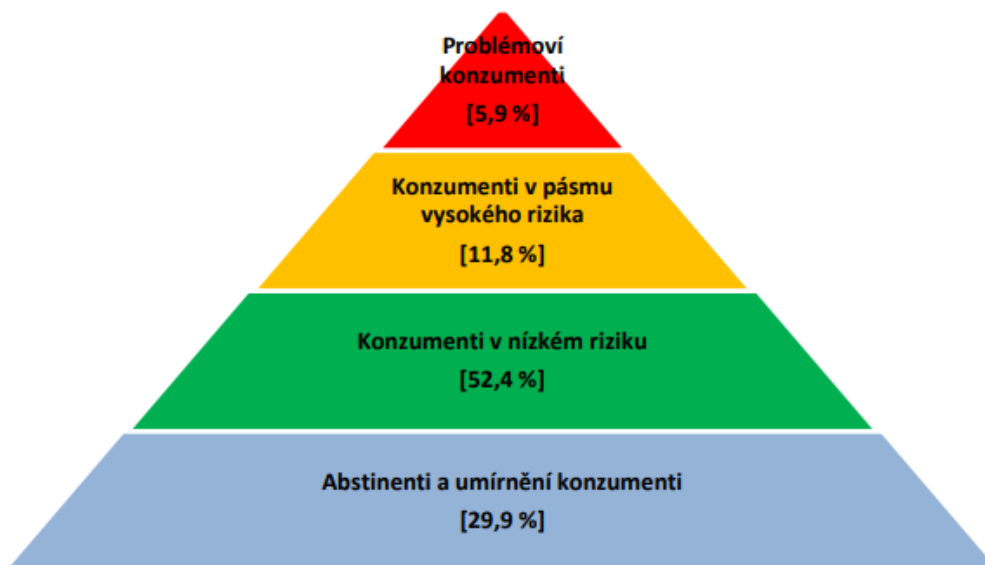 Problémoví
konzumenti
[5,9 %]
Konzumenti v pásmu
vysokého rizika
[11,8 %]
Konzumenti v nízkém riziku
[52,4 %]
Abstinenti a umírnění konzumenti
[29,9 %]